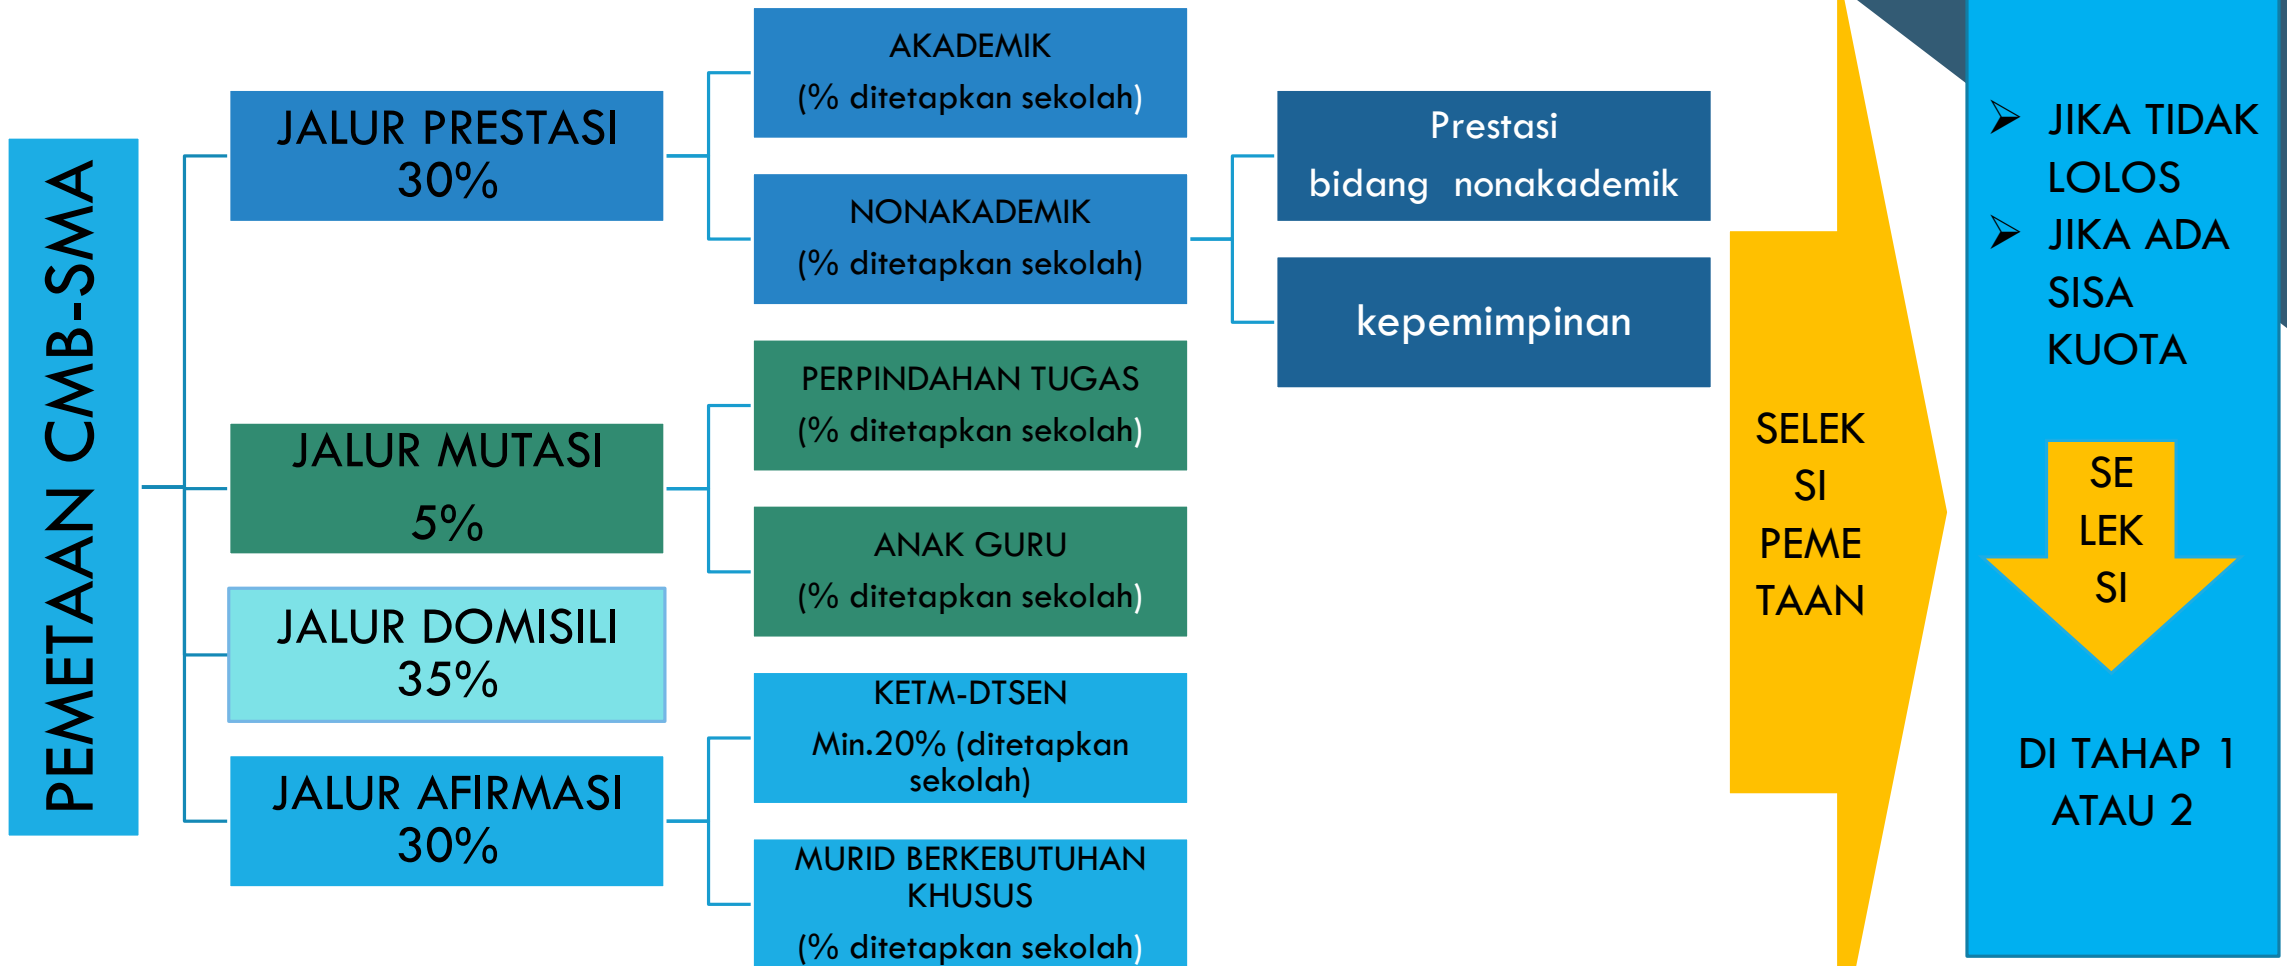 PEMETAAN CMB-SMA
JALUR PRESTASI
30%
AKADEMIK
(% ditetapkan sekolah)
NONAKADEMIK
(% ditetapkan sekolah)
Prestasi
bidang nonakademik
kepemimpinan
JALUR MUTASI
5%
PERPINDAHAN TUGAS
(% ditetapkan sekolah)
ANAK GURU
(% ditetapkan sekolah)
JALUR DOMISILI
35%
JALUR AFIRMASI
30%
KETM-DTSEN
Min.20% (ditetapkan
sekolah)
MURID BERKEBUTUHAN
KHUSUS
(% ditetapkan sekolah)
SELEK
SI
PEME
TAAN
➢ JIKA TIDAK
LOLOS
➢ JIKA ADA
SISA
KUOTA
SE
LEK
SI
DI TAHAP 1
ATAU 2